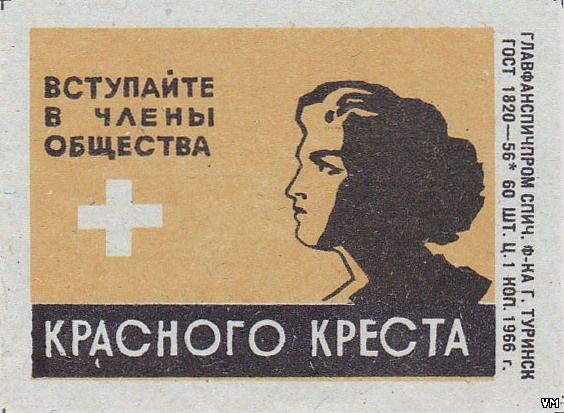 ВСТУПАЙТЕ
В ЧЛЕНЫ
ОБЩЕСТВА
КРАСНОГО КРЕСТА
ГЛАВФАНСПИЧПРОМ СПИЧ. Ф-КА Г. ТУРИНСК
ГОСТ 1820—56* 60 ШТ. Ц. 1 КОП. 1966 г.
VM